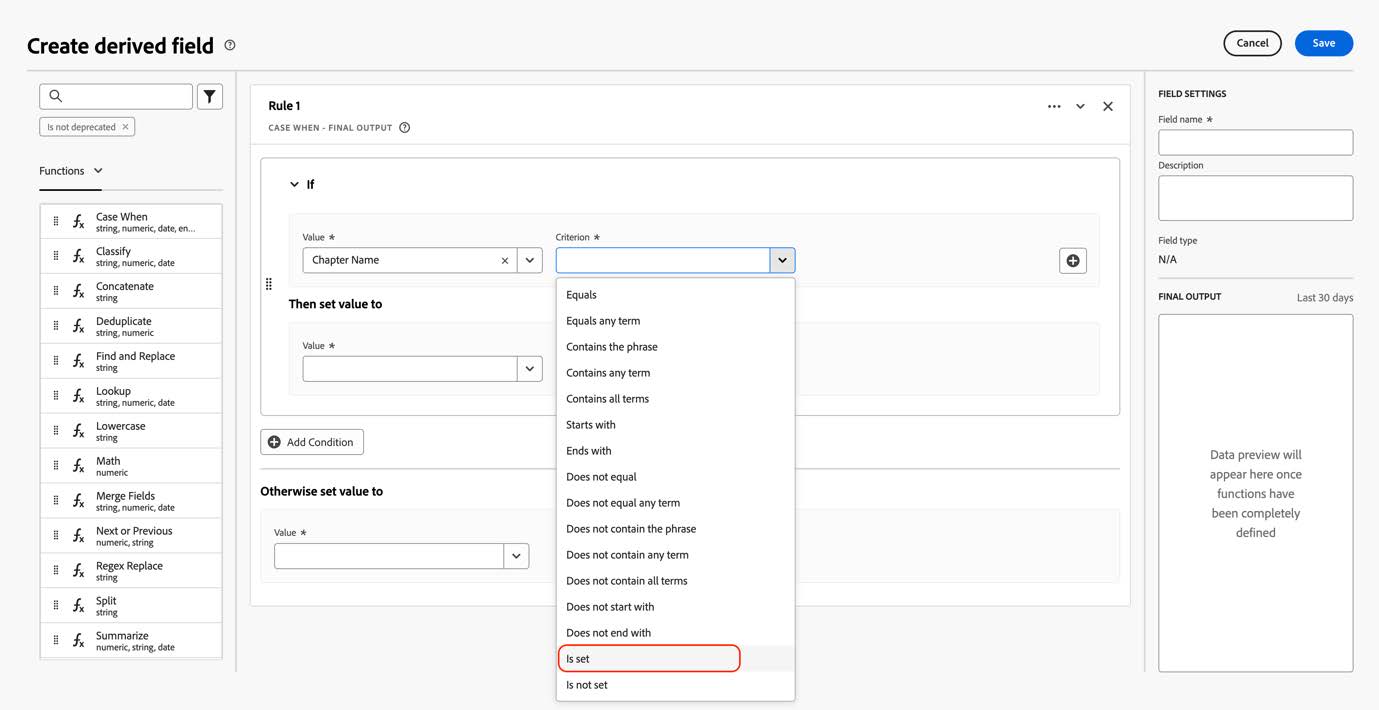 Create derived field
Cancel
Save
Is not deprecated
Functions
Case When
string, numeric, date, en...
Classify
string, numeric, date
Concatenate
string
Deduplicate
string, numeric
Find and Replace
string
Lookup
string, numeric, date
Lowercase
string
Math
numeric
Merge Fields
string, numeric, date
Next or Previous
numeric, string
Regex Replace
string
Split
string
Summarize
numeric, string, date
Rule 1
CASE WHEN - FINAL OUTPUT
If
Value *
Chapter Name
Criterion *
Equals
Equals any term
Contains the phrase
Contains any term
Contains all terms
Starts with
Ends with
Does not equal
Does not equal any term
Does not contain the phrase
Does not contain any term
Does not contain all terms
Does not start with
Does not end with
Is set
Is not set
Then set value to
Value *
Add Condition
Otherwise set value to
Value *
FIELD SETTINGS
Field name *
Description
Field type
N/A
FINAL OUTPUT
Last 30 days
Data preview will
appear here once
functions have
been completely
defined